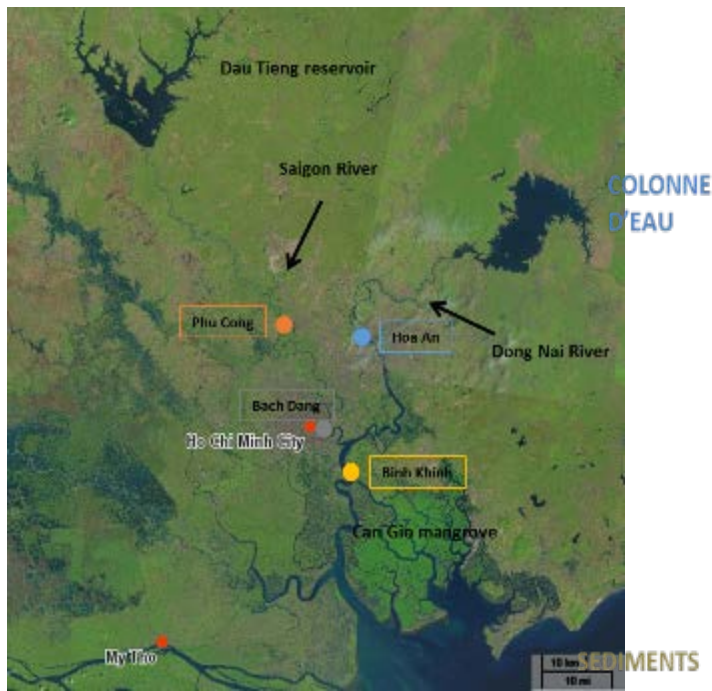 Dau Tieng reservoir
Saigon River
COLONNE
D'EAU
Phu Cong
Hoa An
Dong Nai River
Bach Dang
Ho Chi Minh City
Binh Khinh
Can Gio mangrove
My Tho
10 km
SEDIMENTS
10 mi